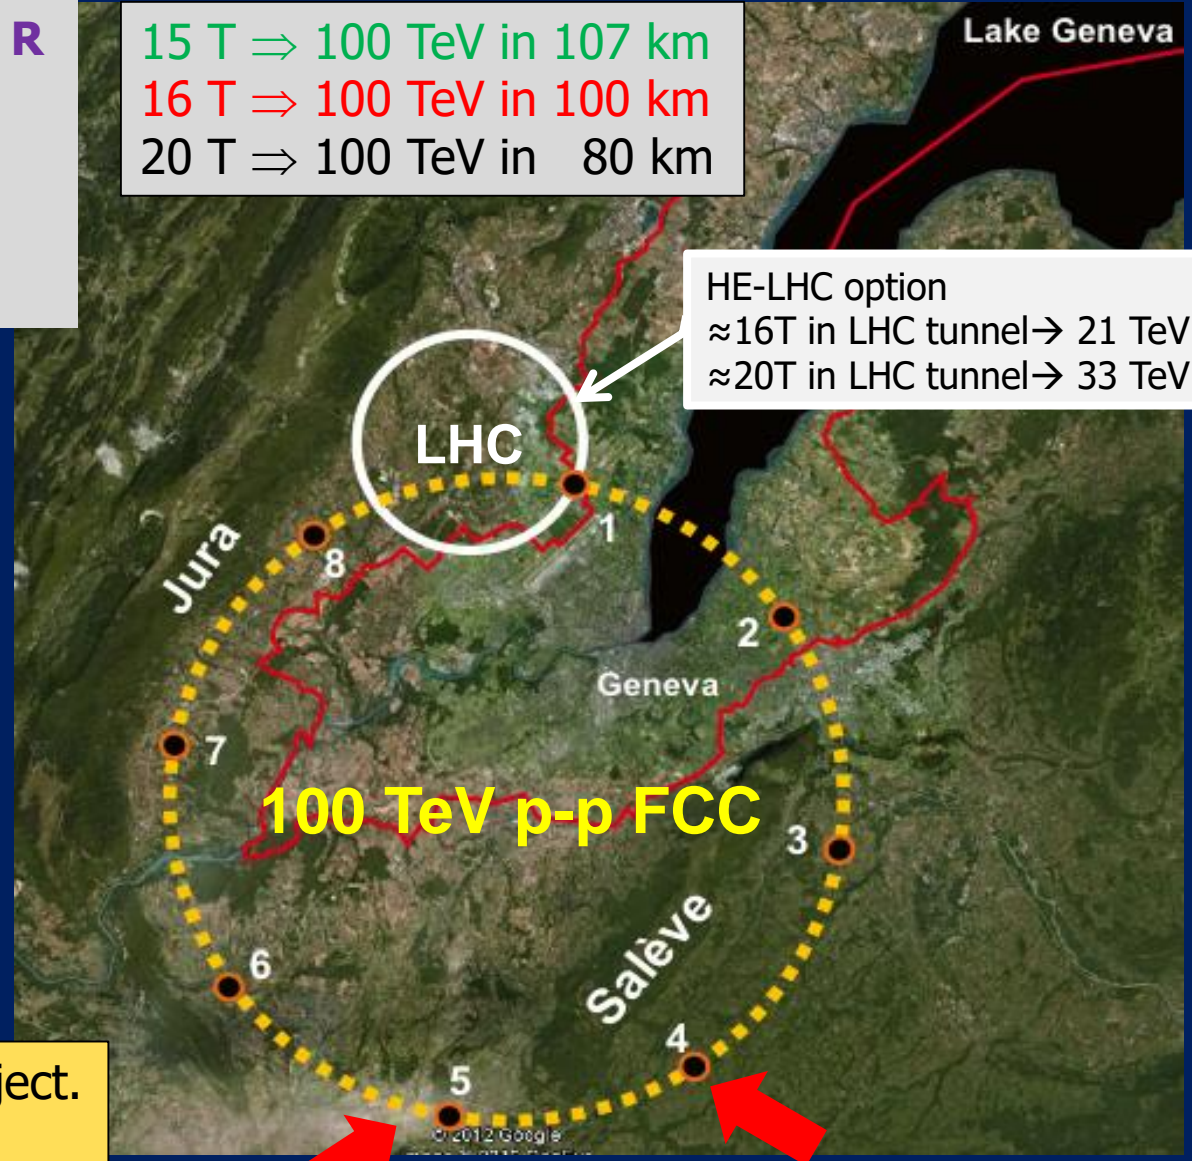 R
15 T ⇒ 100 TeV in 107 km
16 T ⇒ 100 TeV in 100 km
20 T ⇒ 100 TeV in 80 km
Lake Geneva
HE-LHC option
≈16T in LHC tunnel→ 21 TeV
≈20T in LHC tunnel→ 33 TeV
LHC
1
Jura
8
2
Geneva
7
100 TeV p-p FCC
3
Salève
6
4
5
ject.
© 2012 Google